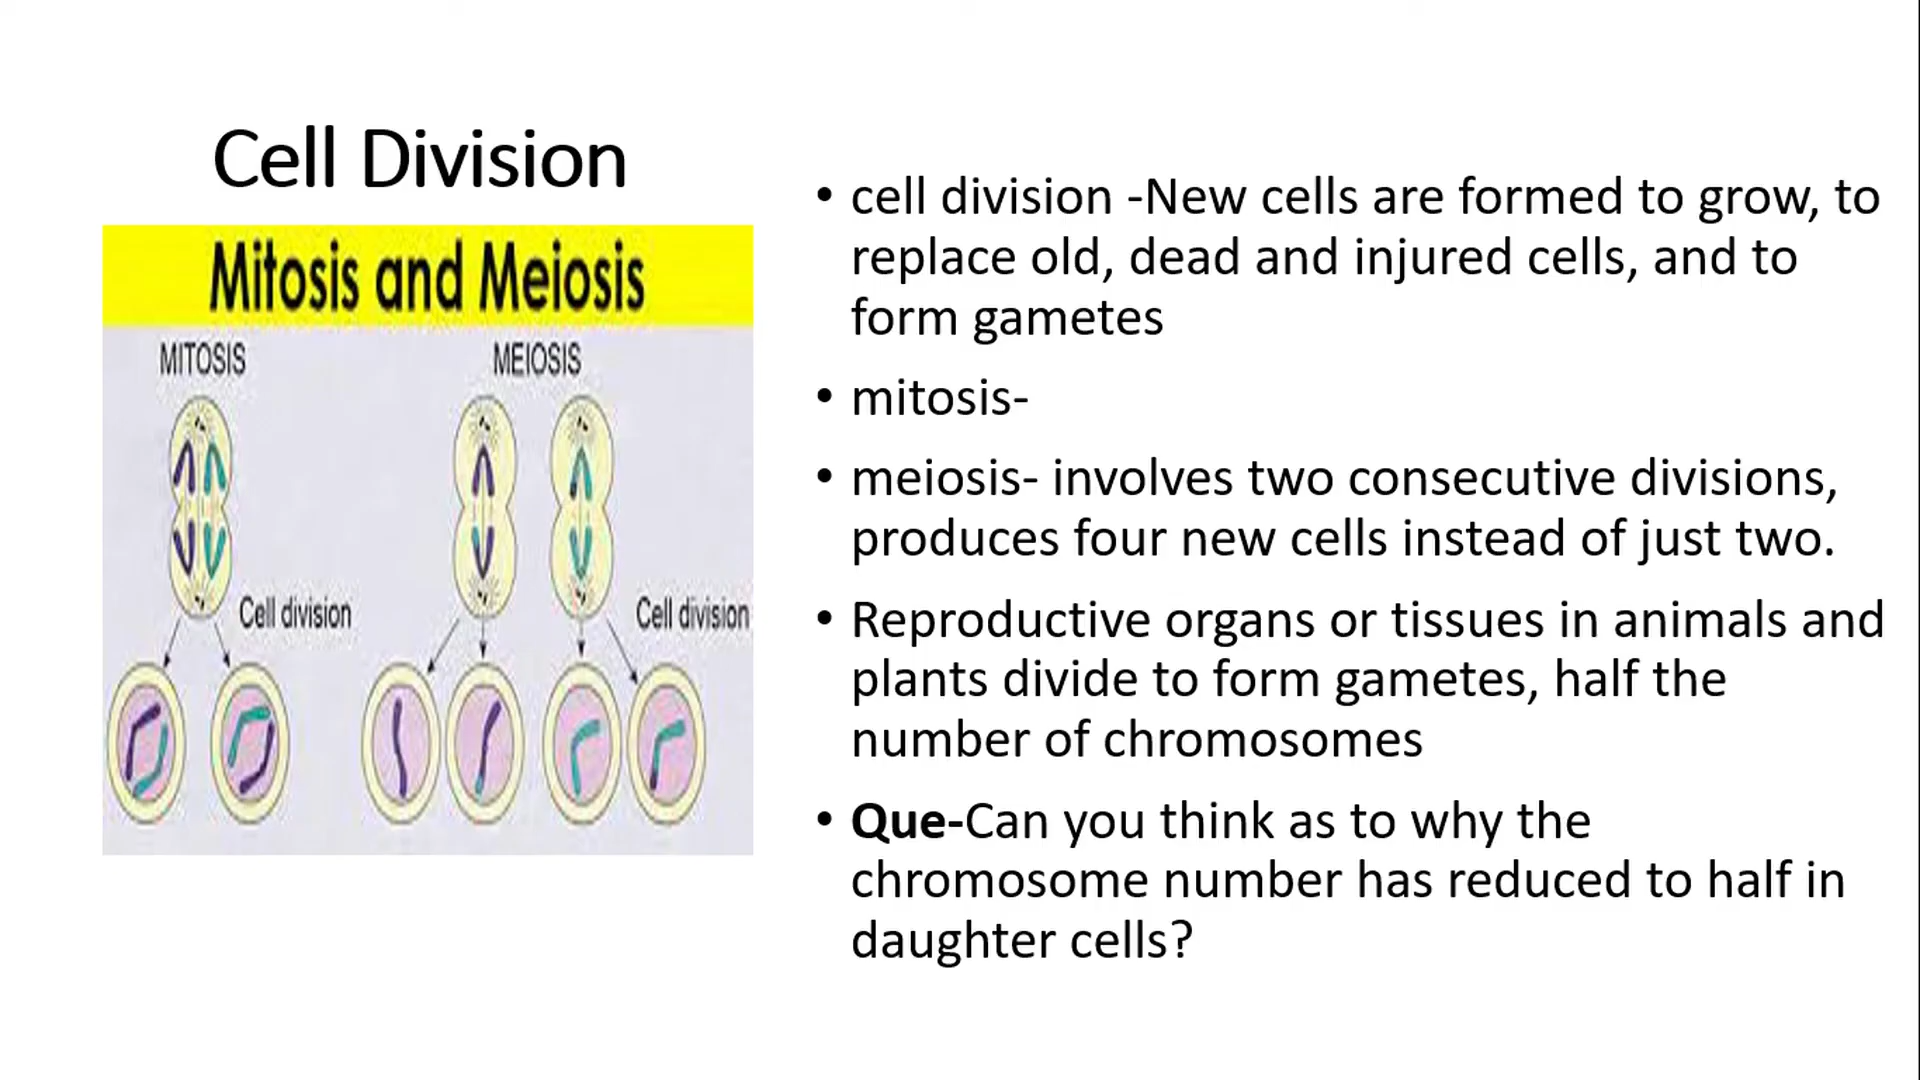 Cell Division
Mitosis and Meiosis
MITOSIS
MEIOSIS
Cell division
Cell division
• cell division -New cells are formed to grow, to
replace old, dead and injured cells, and to
form gametes
• mitosis-
• meiosis- involves two consecutive divisions,
produces four new cells instead of just two.
• Reproductive organs or tissues in animals and
plants divide to form gametes, half the
number of chromosomes
• Que-Can you think as to why the
chromosome number has reduced to half in
daughter cells?